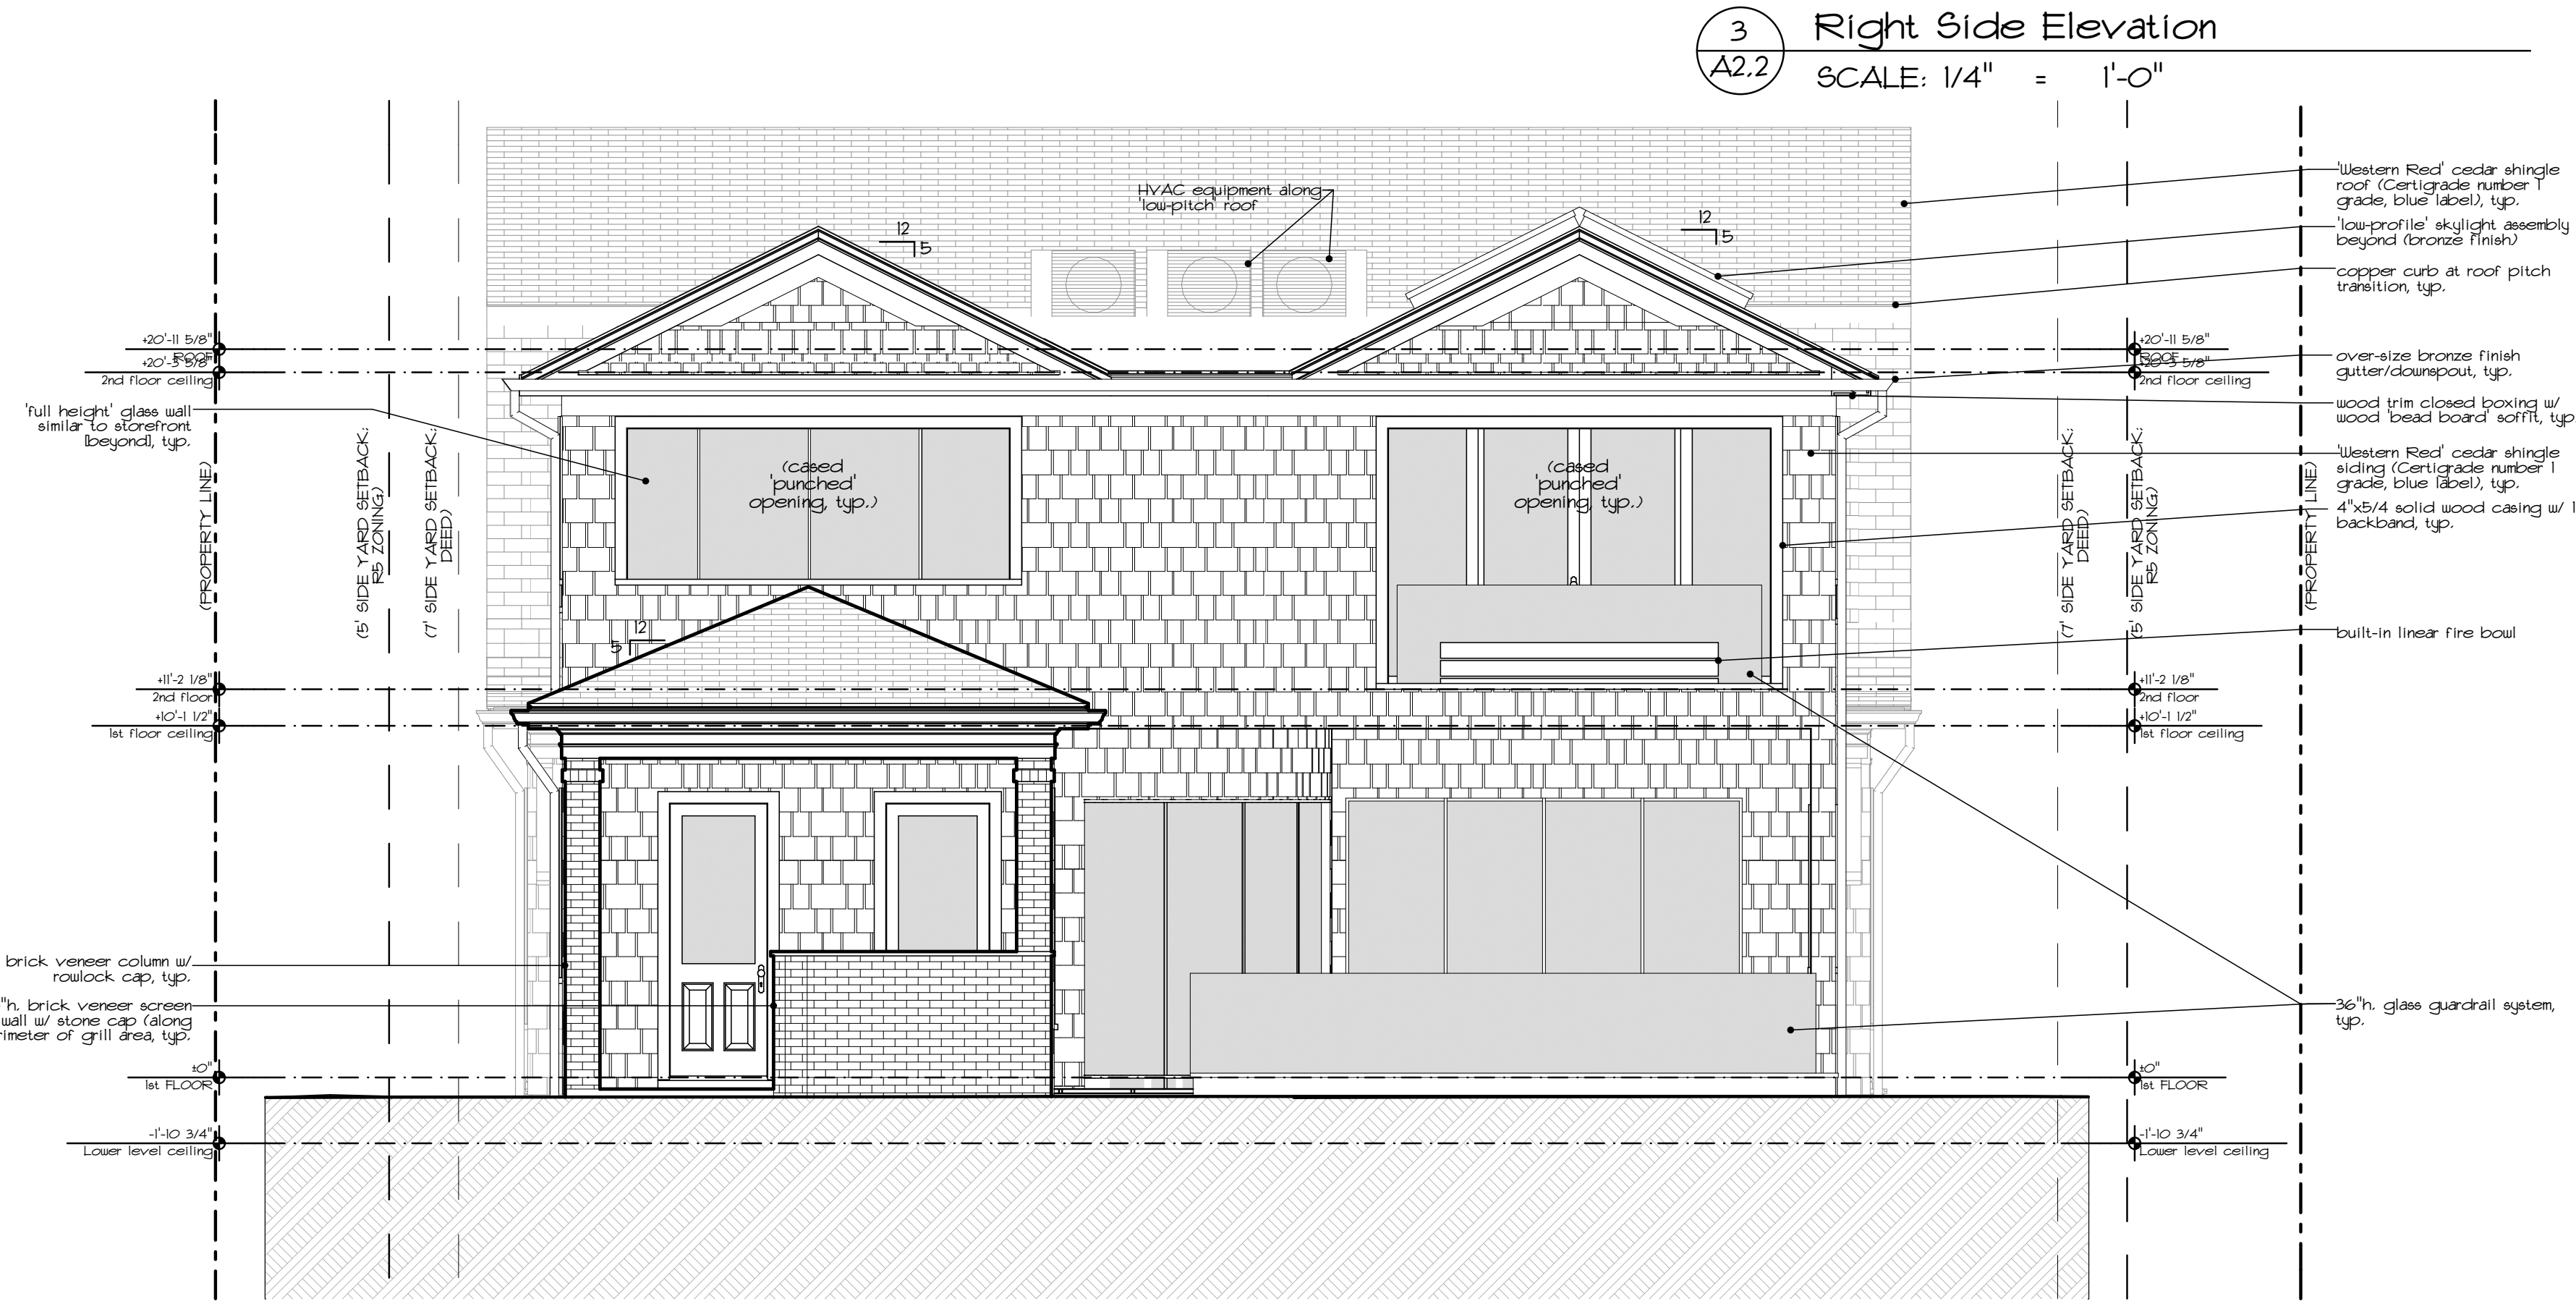 3
A2.2
Right Side Elevation
SCALE: 1/4" = 1'-0"
HVAC equipment along
'low-pitch' roof
12
5
12
5
'Western Red' cedar shingle
roof (Certigrade number 1
grade, blue label), typ.
'low-profile' skylight assembly
beyond (bronze finish)
copper curb at roof pitch
transition, typ.
+20'-11 5/8"
ROOF
+20'-3 5/8"
2nd floor ceiling
+20'-11 5/8"
ROOF
+20'-3 5/8"
2nd floor ceiling
over-size bronze finish
gutter/downspout, typ.
wood trim closed boxing w/
wood 'bead board' soffit, typ.
'full height' glass wall
similar to storefront
[beyond], typ.
(cased
'punched'
opening, typ.)
(cased
'punched'
opening, typ.)
'Western Red' cedar shingle
siding (Certigrade number 1
grade, blue label), typ.
4"x5/4 solid wood casing w/ 1
backband, typ.
(PROPERTY LINE)
(5' SIDE YARD SETBACK;
R5 ZONING)
(7' SIDE YARD SETBACK;
DEED)
(7' SIDE YARD SETBACK;
DEED)
(5' SIDE YARD SETBACK;
R5 ZONING)
(PROPERTY LINE)
12
5
built-in linear fire bowl
+11'-2 1/8"
2nd floor
+10'-1 1/2"
1st floor ceiling
+11'-2 1/8"
2nd floor
+10'-1 1/2"
1st floor ceiling
brick veneer column w/
rowlock cap, typ.
"h. brick veneer screen
wall w/ stone cap (along
rimeter of grill area, typ.
36"h. glass guardrail system,
typ.
±0"
1st FLOOR
±0"
1st FLOOR
-1'-10 3/4"
Lower level ceiling
-1'-10 3/4"
Lower level ceiling